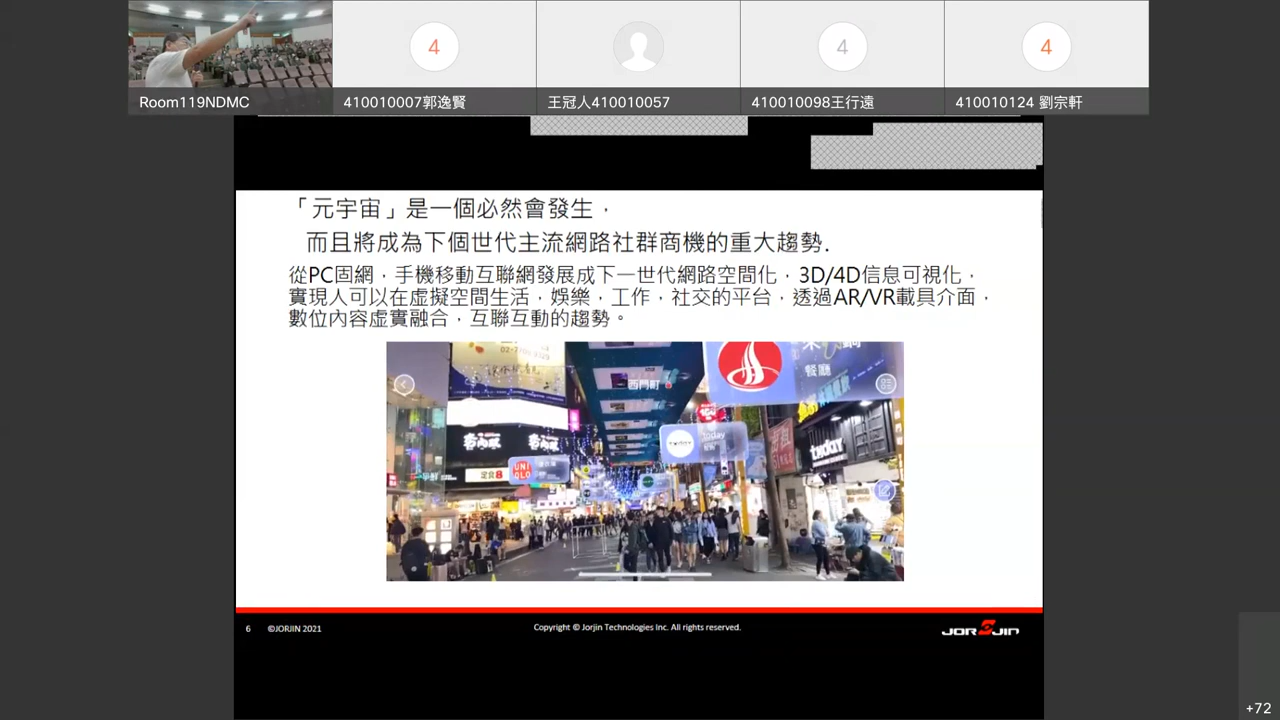 Room119NDMC
4
410010007郭逸賢
王冠人410010057
4
410010098王行遠
4
410010124 劉宗軒
「元宇宙」是一個必然會發生，
而且將成為下個世代主流網路社群商機的重大趨勢.
從PC固網，手機移動互聯網發展成下一世代網路空間化，3D/4D信息可視化，
實現人可以在虛擬空間生活，娛樂，工作，社交的平台，透過AR/VR載具介面，
數位內容虛實融合，互聯互動的趨勢。
西門町
餐廳
Today
定食8
UNI
QLO
6
©JORJIN 2021
Copyright © Jorjin Technologies Inc. All rights reserved.
JORJIN
+72